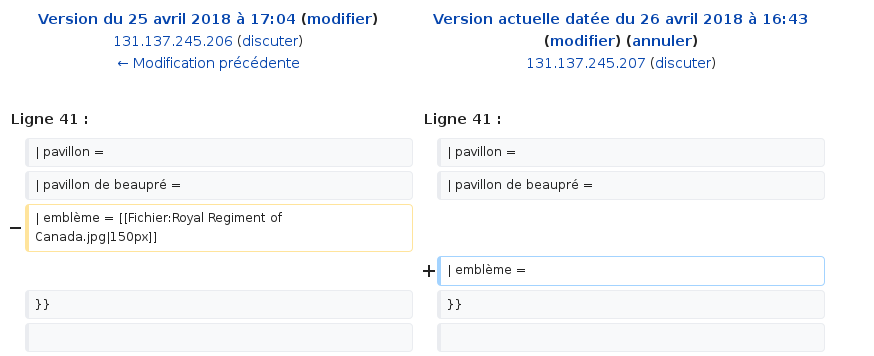 Version du 25 avril 2018 à 17:04 (modifier)
131.137.245.206 (discuter)
← Modification précédente
Version actuelle datée du 26 avril 2018 à 16:43
(modifier) (annuler)
131.137.245.207 (discuter)
Ligne 41 :
Ligne 41 :
| pavillon =
| pavillon =
| pavillon de beaupré =
| pavillon de beaupré =
− | emblème = [[Fichier:Royal Regiment of
Canada.jpg|150px]]
+ | emblème =
}}
}}